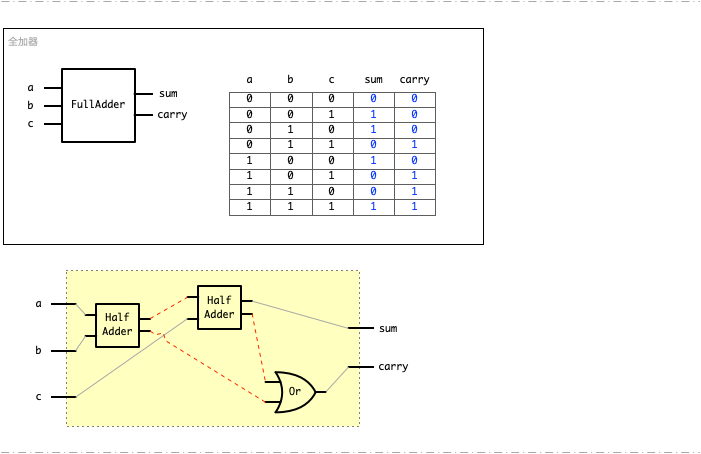 全加器
a
b
c
FullAdder
sum
carry
a b c sum carry
0 0 0 0 0
0 0 1 1 0
0 1 0 1 0
0 1 1 0 1
1 0 0 1 0
1 0 1 0 1
1 1 0 0 1
1 1 1 1 1
a
b
c
Half
Adder
Half
Adder
Or
sum
carry